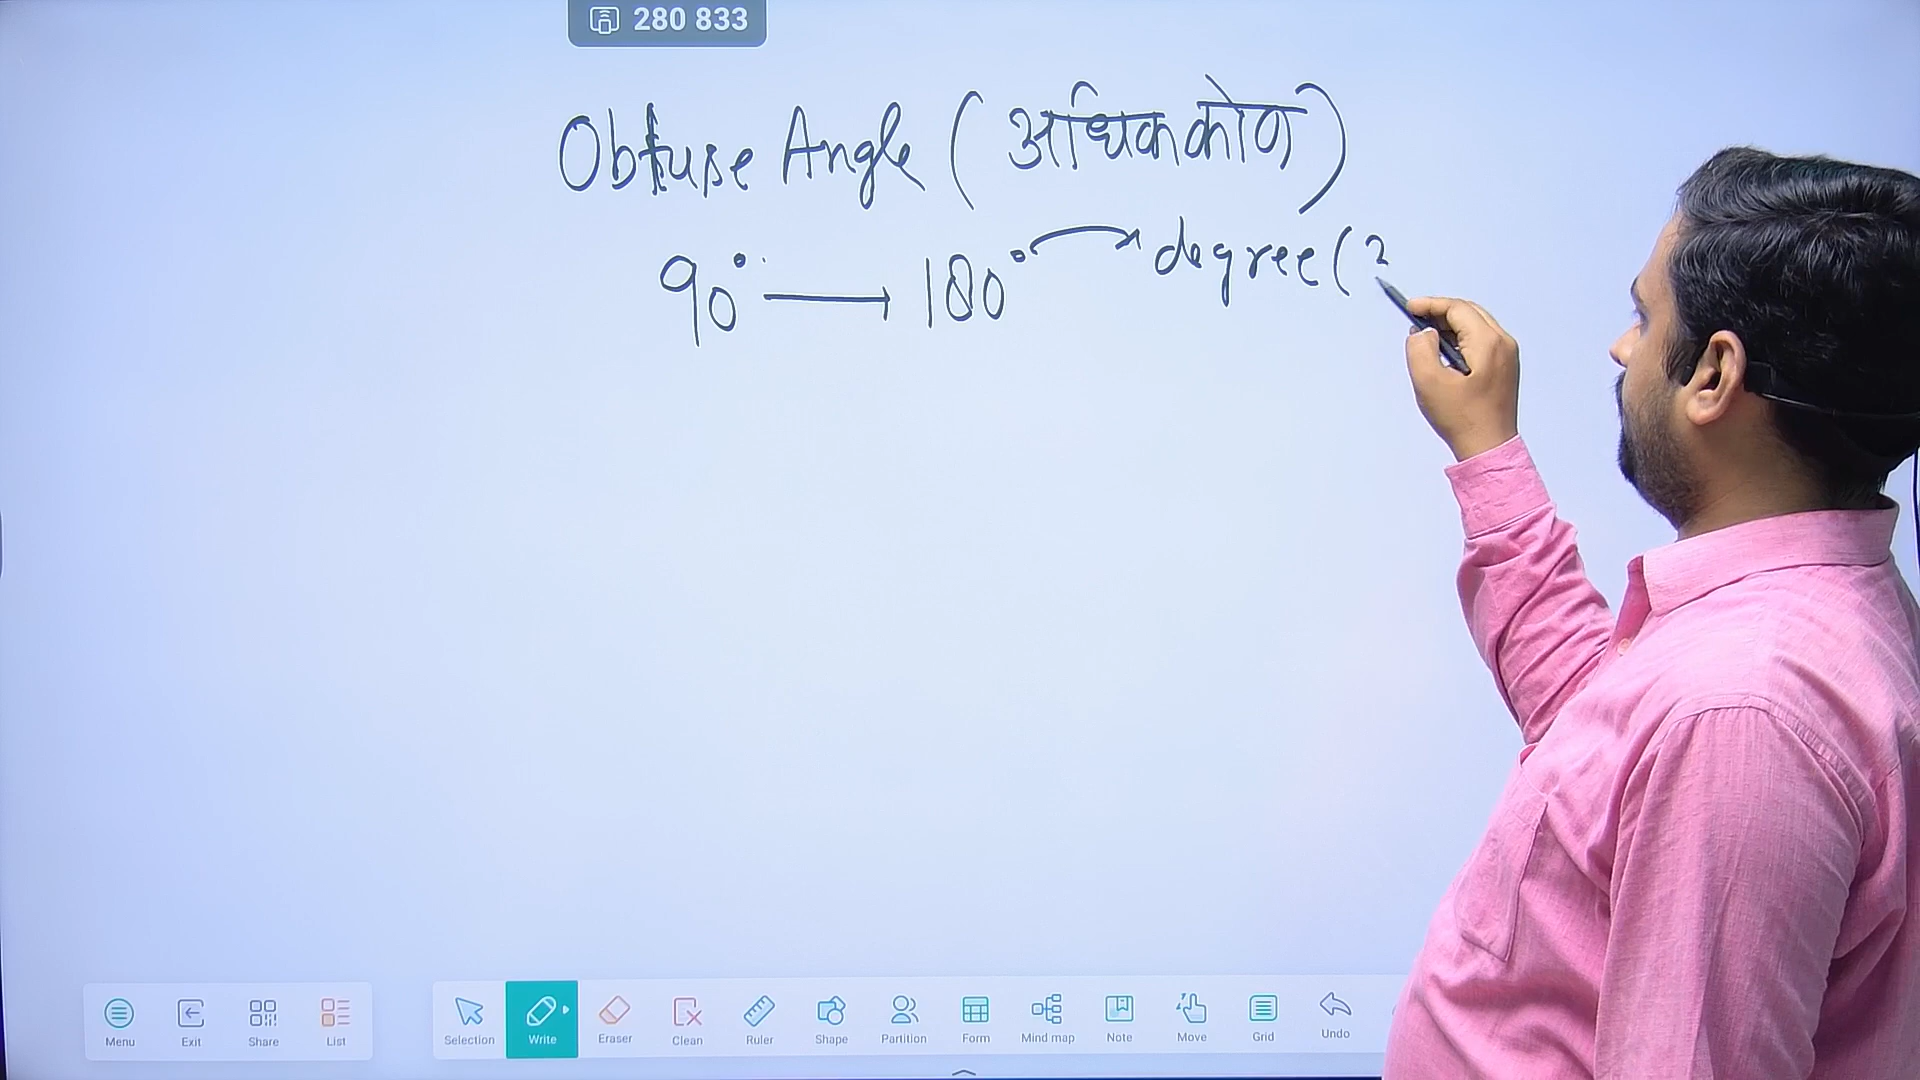 280 833
Obtuse Angle (अधिककोण)
90° → 180° → degree (
Menu Exit Share List Selection Write Eraser Clean Ruler Shape Partition Form Mind map Note Move Grid Undo